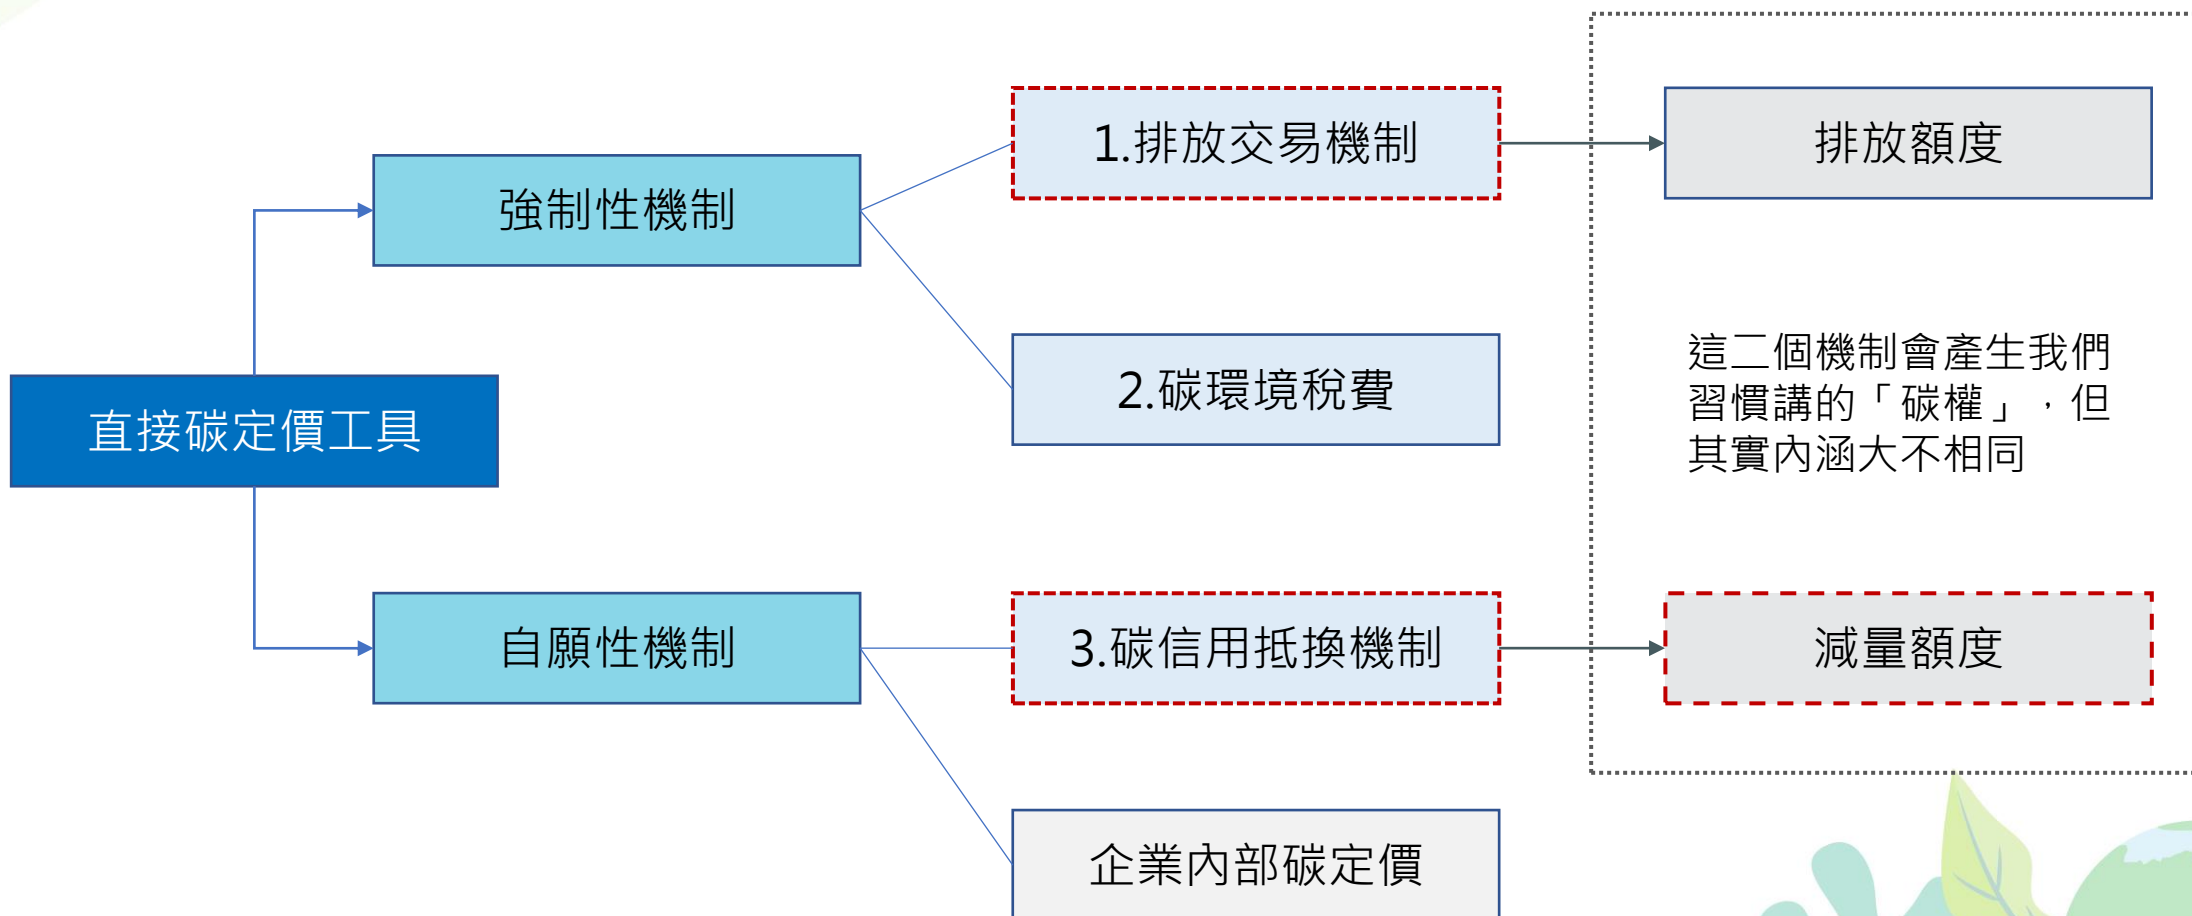 直接碳定價工具
強制性機制
1.排放交易機制
排放額度
2.碳環境稅費
這二個機制會產生我們
習慣講的「碳權」，但
其實內涵大不相同
自願性機制
3.碳信用抵換機制
減量額度
企業內部碳定價